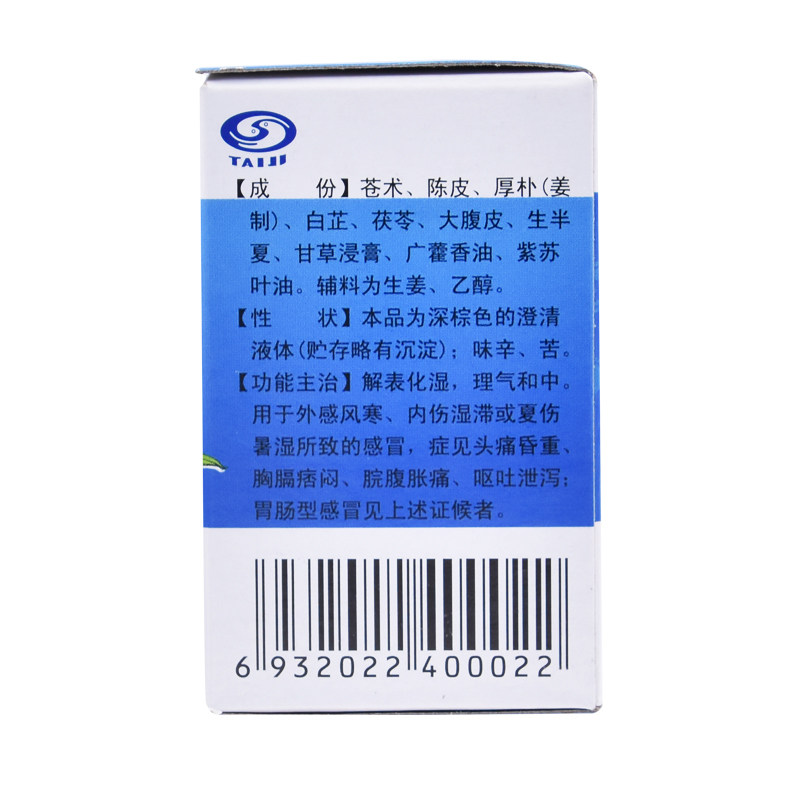 TAIJI
【成 份】苍术、陈皮、厚朴(姜
制)、白芷、茯苓、大腹皮、生半
夏、甘草浸膏、广藿香油、紫苏
叶油。辅料为生姜、乙醇。
【性 状】本品为深棕色的澄清
液体(贮存略有沉淀)；味辛、苦。
【功能主治】解表化湿，理气和中。
用于外感风寒、内伤湿滞或夏伤
暑湿所致的感冒，症见头痛昏重、
胸膈痞闷、脘腹胀痛、呕吐泄泻；
胃肠型感冒见上述证候者。
6 932022 400022